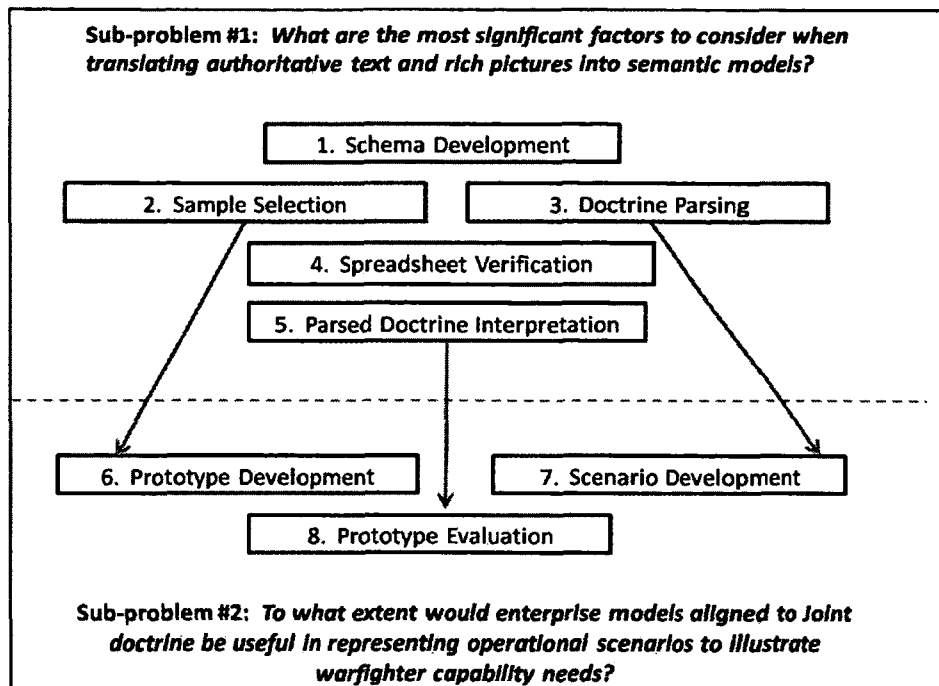 Sub-problem #1: What are the most significant factors to consider when
translating authoritative text and rich pictures into semantic models?
1. Schema Development
2. Sample Selection
3. Doctrine Parsing
4. Spreadsheet Verification
5. Parsed Doctrine Interpretation
6. Prototype Development
7. Scenario Development
8. Prototype Evaluation
Sub-problem #2: To what extent would enterprise models aligned to Joint
doctrine be useful in representing operational scenarios to illustrate
warfighter capability needs?